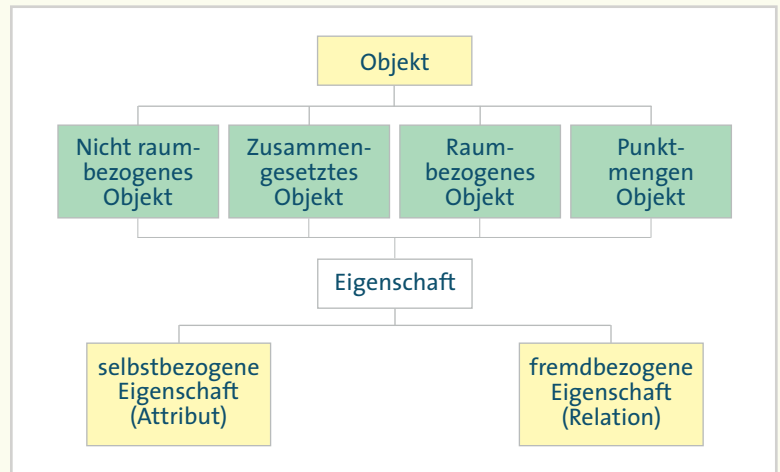 Objekt
Nicht raum-
bezogenes
Objekt
Zusammen-
gesetztes
Objekt
Raum-
bezogenes
Objekt
Punkt-
mengen
Objekt
Eigenschaft
selbstbezogene
Eigenschaft
(Attribut)
fremdbezogene
Eigenschaft
(Relation)